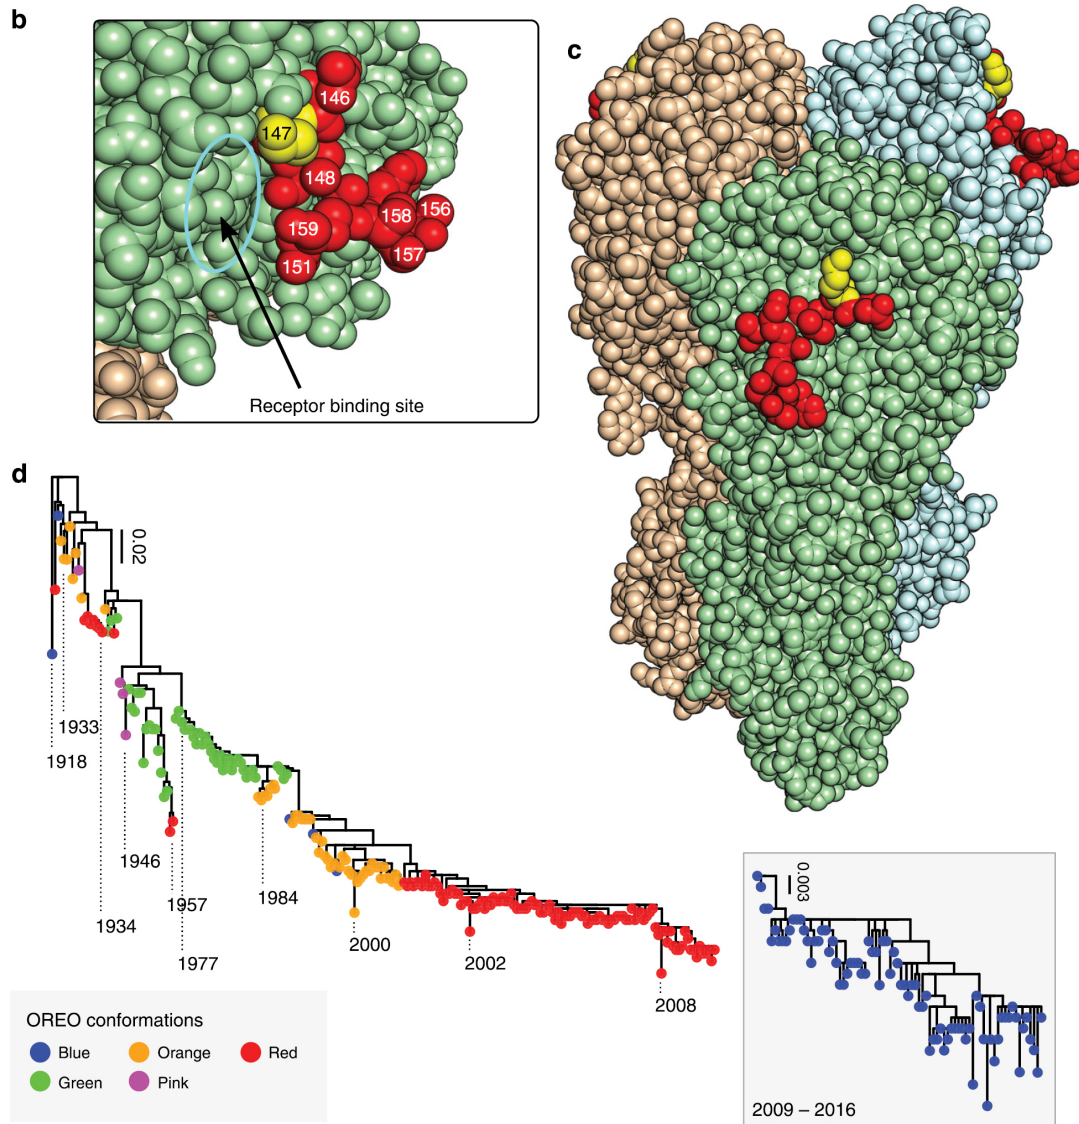 b
c
146
147
148
158
156
159
157
151
Receptor binding site
d
0.02
1933
1918
1946
1957
1984
1934
2000
2002
1977
2008
0.003
2009 – 2016
OREO conformations
Blue
Orange
Red
Green
Pink